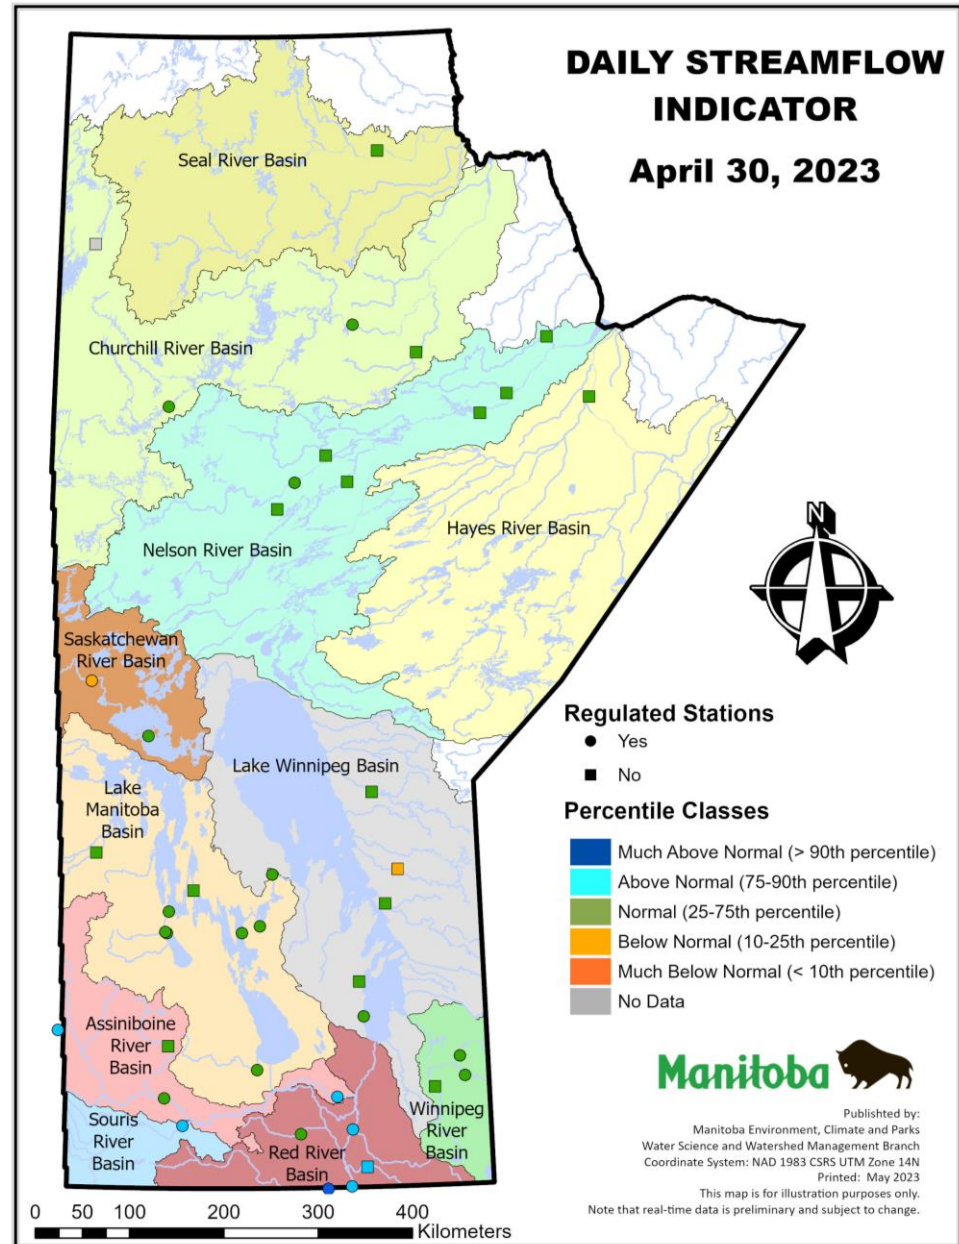 DAILY STREAMFLOW
INDICATOR
April 30, 2023
Seal River Basin
Churchill River Basin
Hayes River Basin
Nelson River Basin
N
Saskatchewan
River Basin
Lake Winnipeg Basin
Lake
Manitoba
Basin
Assiniboine
River
Basin
Souris
River
Basin
Red River
Basin
Winnipeg
River
Basin
Regulated Stations
Yes
No
Percentile Classes
Much Above Normal (> 90th percentile)
Above Normal (75-90th percentile)
Normal (25-75th percentile)
Below Normal (10-25th percentile)
Much Below Normal (< 10th percentile)
No Data
Manitoba
Publishted by:
Manitoba Environment, Climate and Parks
Water Science and Watershed Management Branch
Coordinate System: NAD 1983 CSRS UTM Zone 14N
Printed: May 2023
This map is for illustration purposes only.
Note that real-time data is preliminary and subject to change.
0 50 100 200 300 400
Kilometers